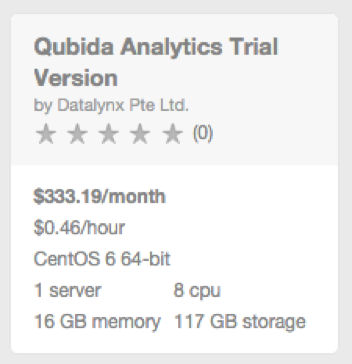 Qubida Analytics Trial
Version
by Datalynx Pte Ltd.
(0)
$333.19/month
$0.46/hour
CentOS 6 64-bit
1 server 8 cpu
16 GB memory 117 GB storage